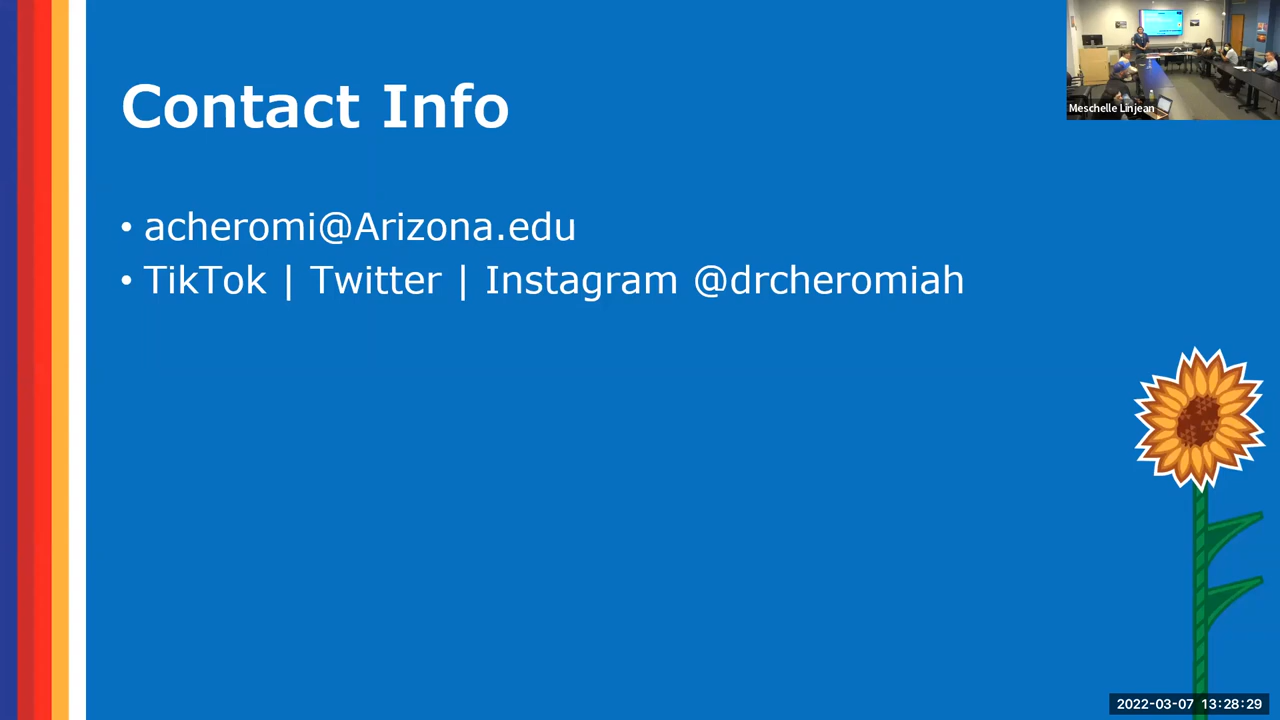 Contact Info
• acheromi@Arizona.edu
• TikTok | Twitter | Instagram @drcheromiah
Meschelle Linjean
2022-03-07 13:28:29